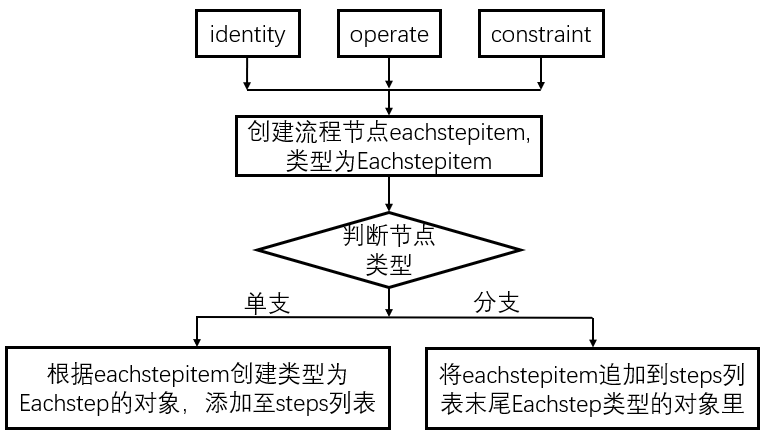 identity
operate
constraint
创建流程节点eachstepitem,
类型为Eachstepitem
判断节点
类型
单支
分支
根据eachstepitem创建类型为
Eachstep的对象，添加至steps列表
将eachstepitem追加到steps列
表末尾Eachstep类型的对象里